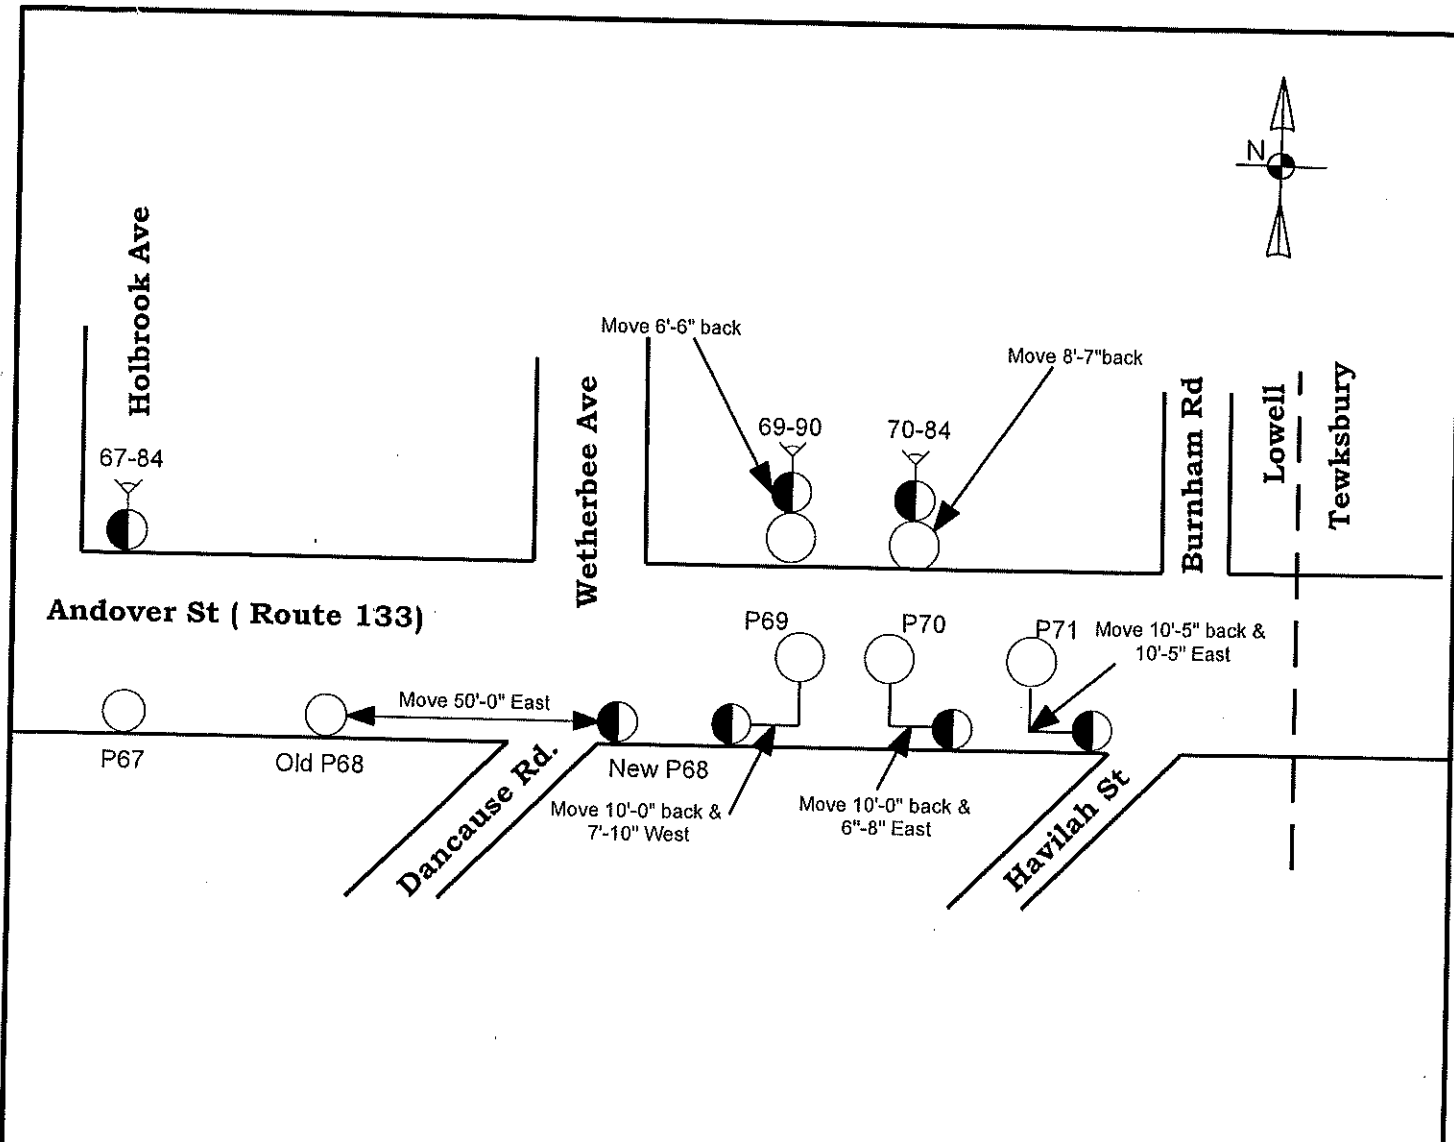 N
Holbrook Ave
Move 6'-6" back
Move 8'-7"back
Wetherbee Ave
Burnham Rd
Lowell
Tewksbury
69-90
70-84
67-84
Andover St ( Route 133)
P69
P70
P71
Move 10'-5" back &
10'-5" East
Move 50'-0" East
P67
Old P68
New P68
Dancause Rd.
Move 10'-0" back &
7'-10" West
Move 10'-0" back &
6"-8" East
Havilah St